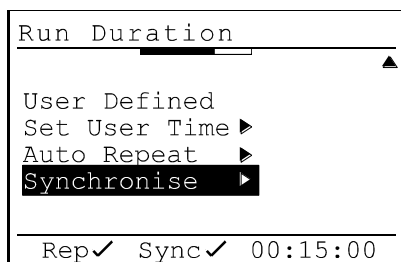 Run Duration
User Defined
Set User Time
Auto Repeat
Synchronise
Rep✓ Sync✓ 00:15:00